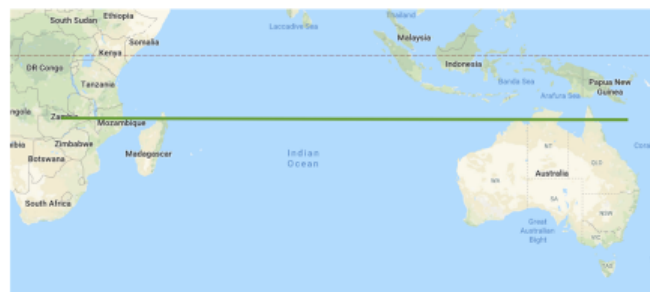 South Sudan
Ethiopia
Laccadive Sea
Thailand
Somalia
Malaysia
Kenya
DR Congo
Indonesia
Banda Sea
Papua New
Guinea
Tanzania
Arafura Sea
ngola
Zambia
Mozambique
Zimbabwe
Madagascar
Botswana
Indian
Ocean
NT
QLD
Australia
WA
SA
South Africa
NSW
Great
Australian
Bight